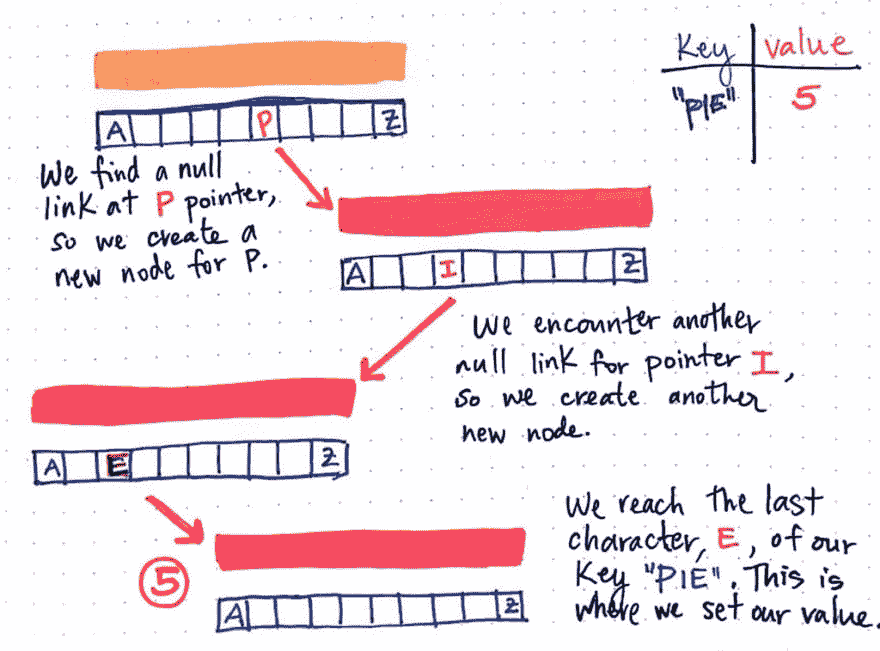 Key value
"PIE" 5
A P Z
We find a null
link at P pointer,
so we create a
new node for P.
A I Z
We encounter another
null link for pointer I,
so we create another
new node.
A E Z
We reach the last
character, E, of our
Key "PIE". This is
where we set our value.
5
A Z